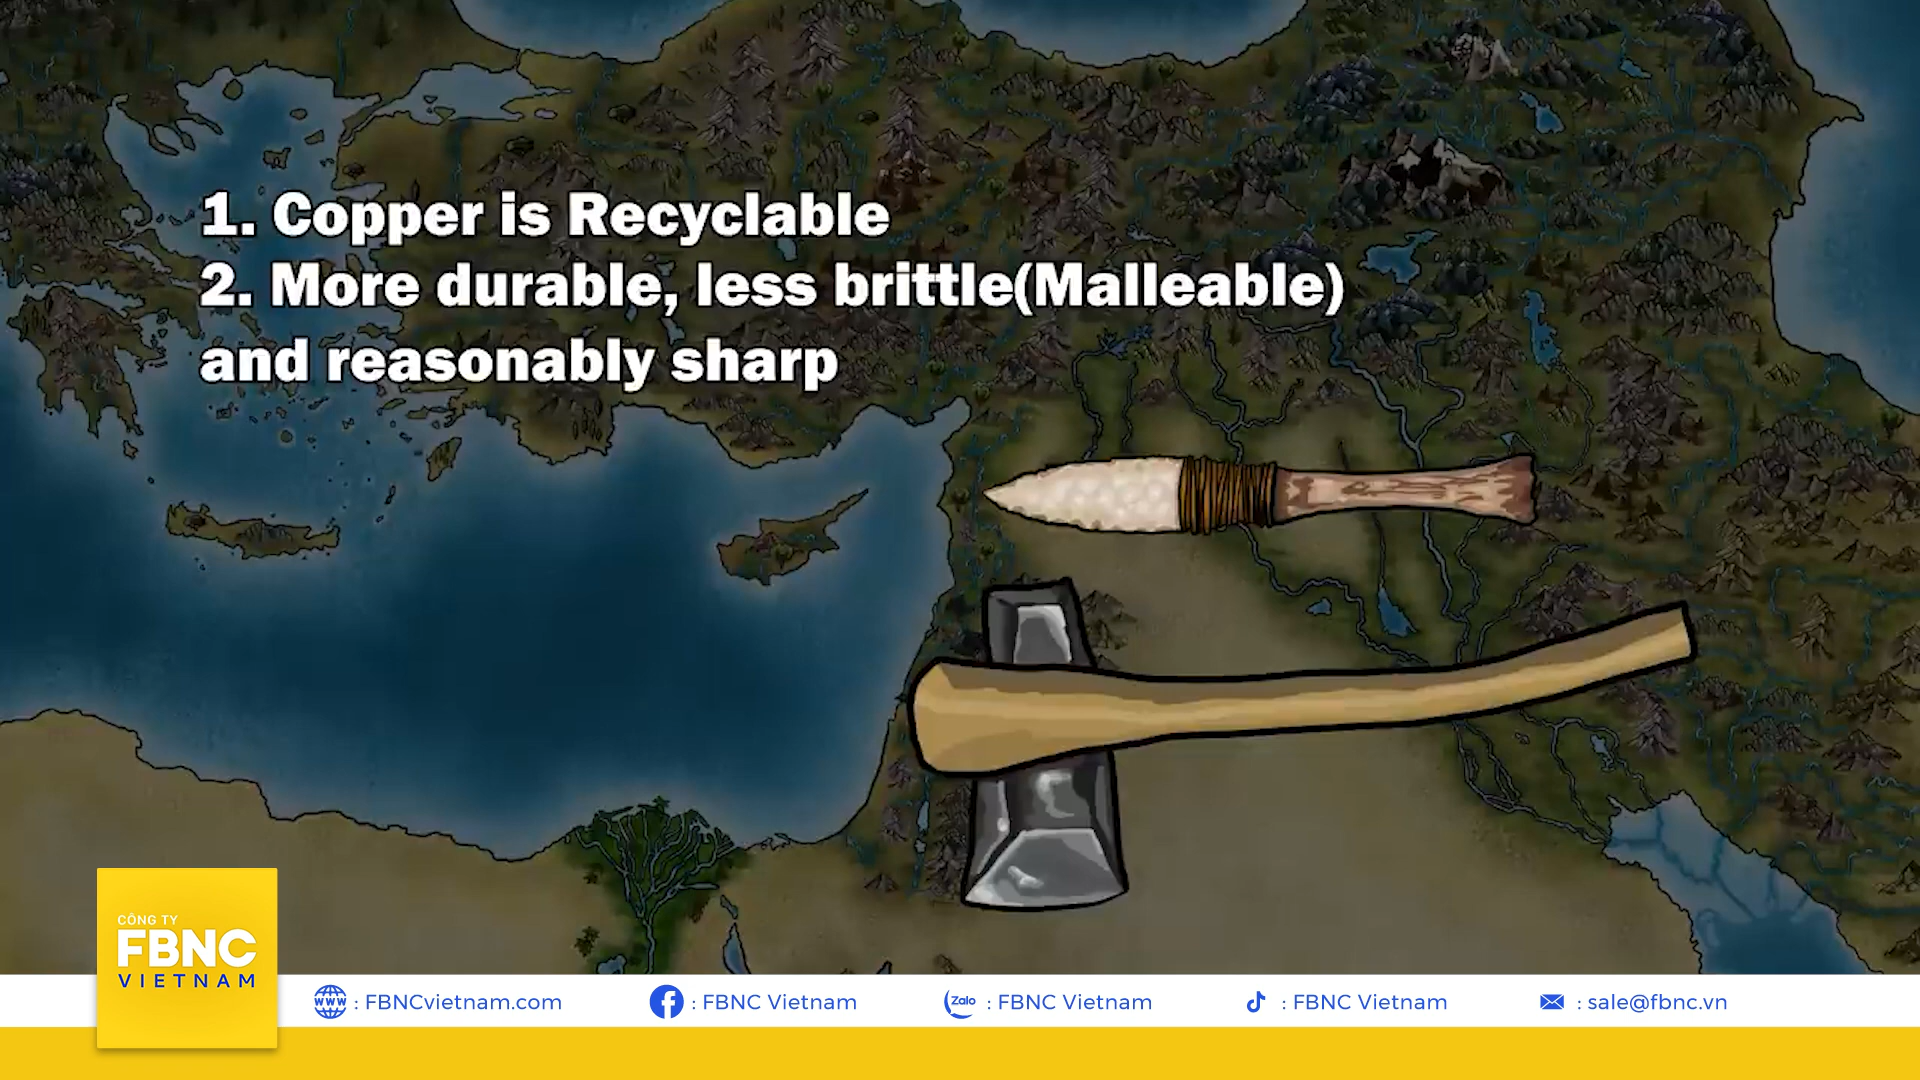 1. Copper is Recyclable
2. More durable, less brittle(Malleable)
and reasonably sharp
CÔNG TY
FBNC
VIETNAM
www : FBNCvietnam.com
: FBNC Vietnam
Zalo : FBNC Vietnam
: FBNC Vietnam
: sale@fbnc.vn